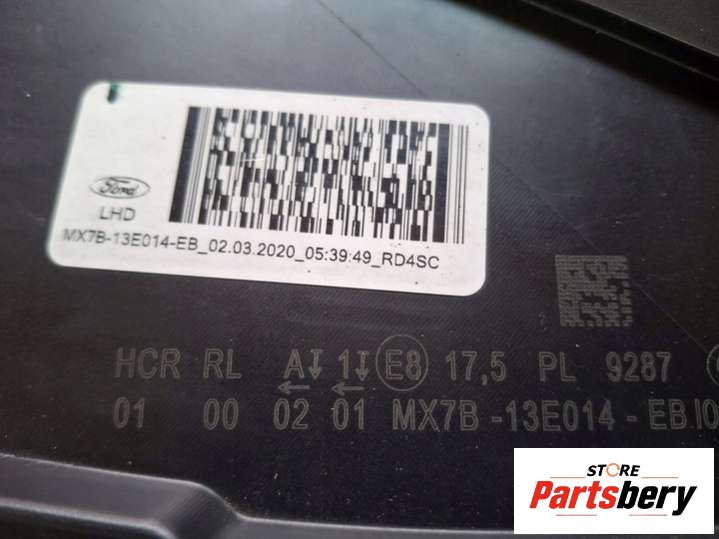 Ford
LHD
MX7B-13E014-EB_02.03.2020_05:39:49_RD4SC
HCR RL A 1 E8 17,5 PL 9287
01 00 02 01 MX7B -13E014 - EB.I0
STORE
Partsbery